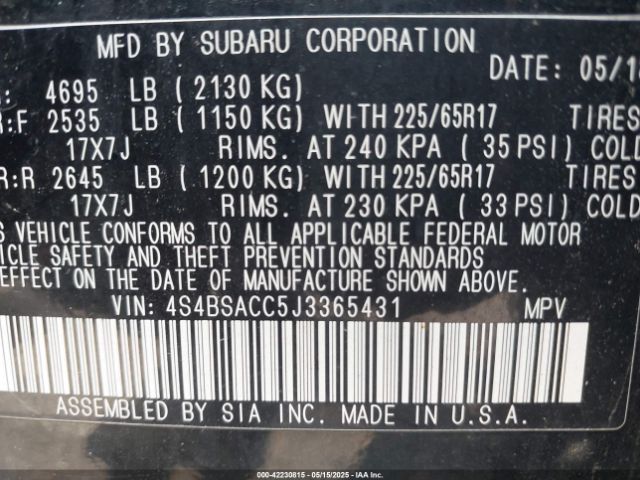 MFD BY SUBARU CORPORATION
DATE: 05/1
4695 LB ( 2130 KG)
R:F 2535 LB ( 1150 KG) WITH 225/65R17 TIRES
17X7J RIMS. AT 240 KPA ( 35 PSI) COLD
R:R 2645 LB ( 1200 KG) WITH 225/65R17 TIRES
17X7J RIMS. AT 230 KPA ( 33 PSI) COLD
VEHICLE CONFORMS TO ALL APPLICABLE FEDERAL MOTOR
ICLE SAFETY AND THEFT PREVENTION STANDARDS
EFFECT ON THE DATE OF MANUFACTURE SHOWN ABOVE.
VIN: 4S4BSACC5J3365431 MPV
ASSEMBLED BY SIA INC. MADE IN U.S.A.
000-42230815 - 05/15/2025 - IAA Inc.